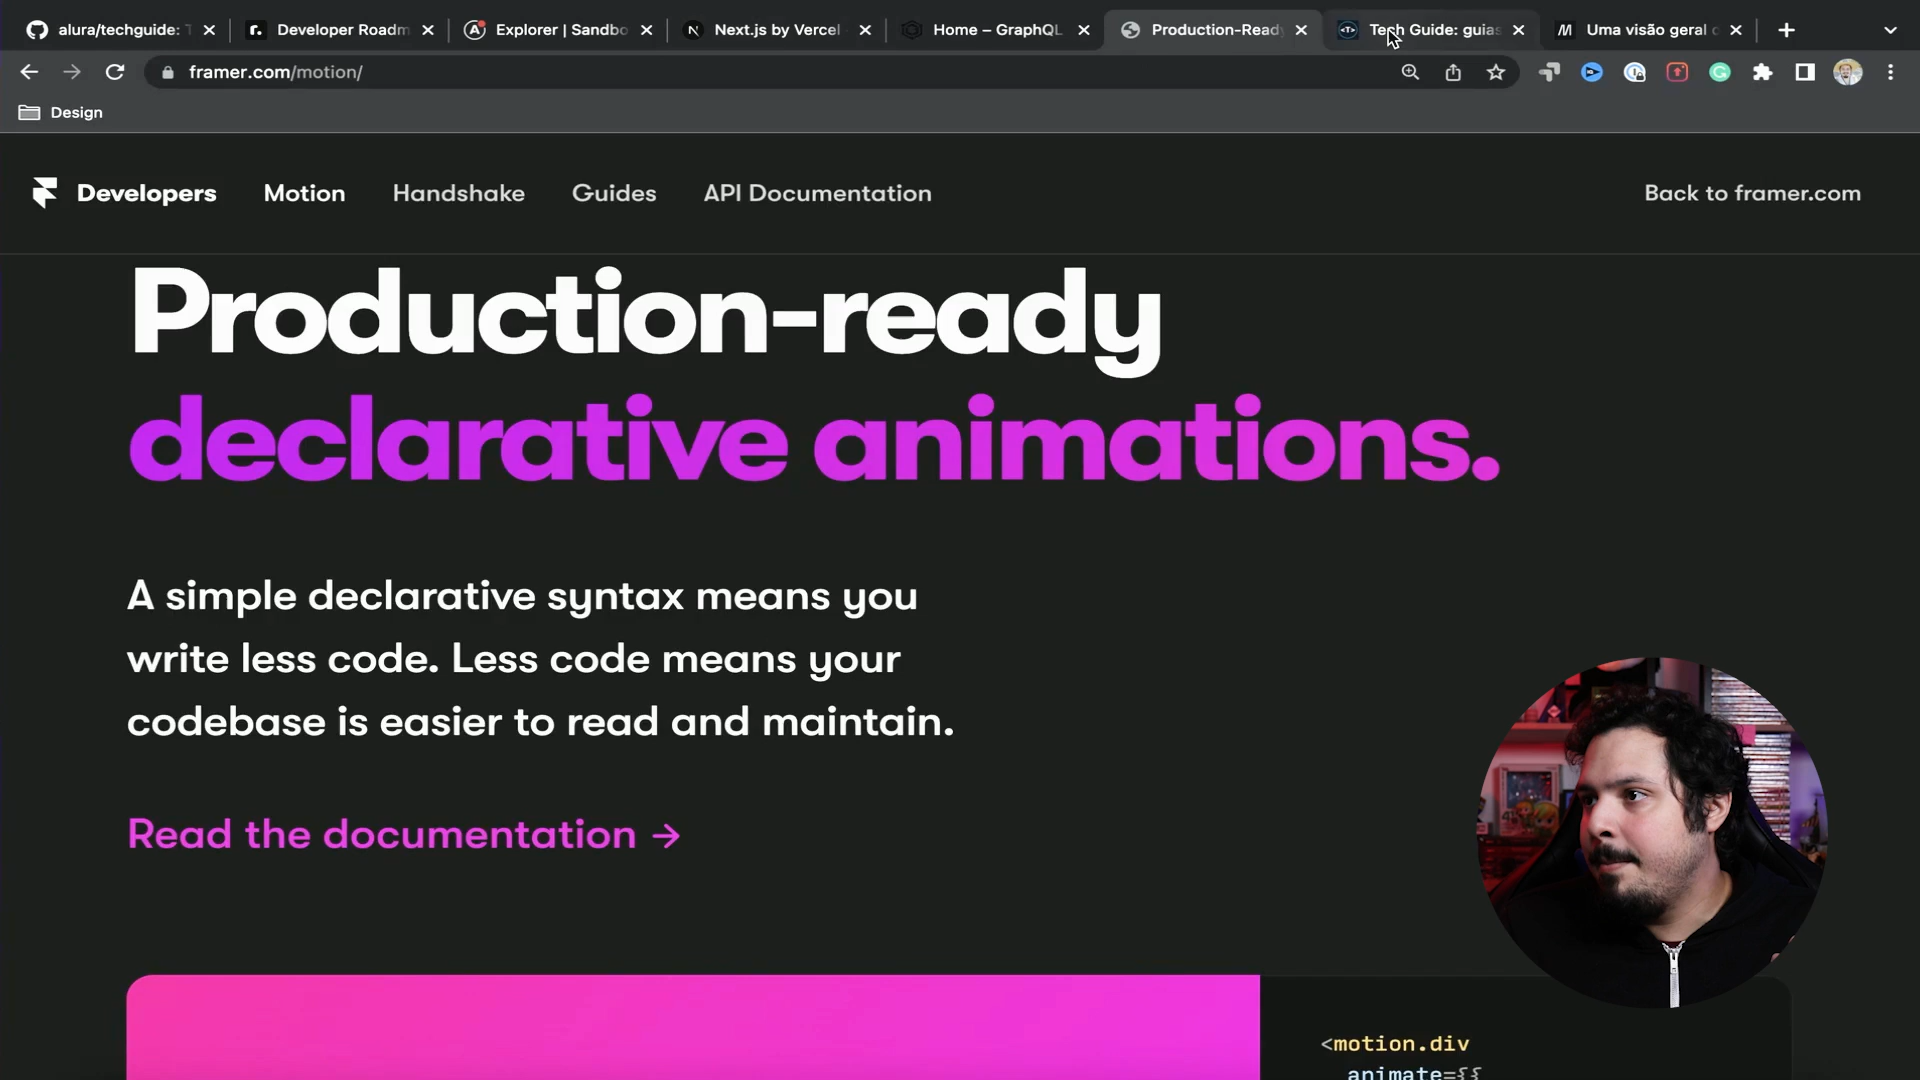 alura/techguide: T
Developer Roadm
Explorer | Sandbo
Next.js by Vercel
Home – GraphQL
Production-Ready
Tech Guide: guias
Uma visão geral
framer.com/motion/
Design
Developers
Motion
Handshake
Guides
API Documentation
Back to framer.com
Production-ready
declarative animations.
A simple declarative syntax means you
write less code. Less code means your
codebase is easier to read and maintain.
Read the documentation →
<motion.div
animate={{